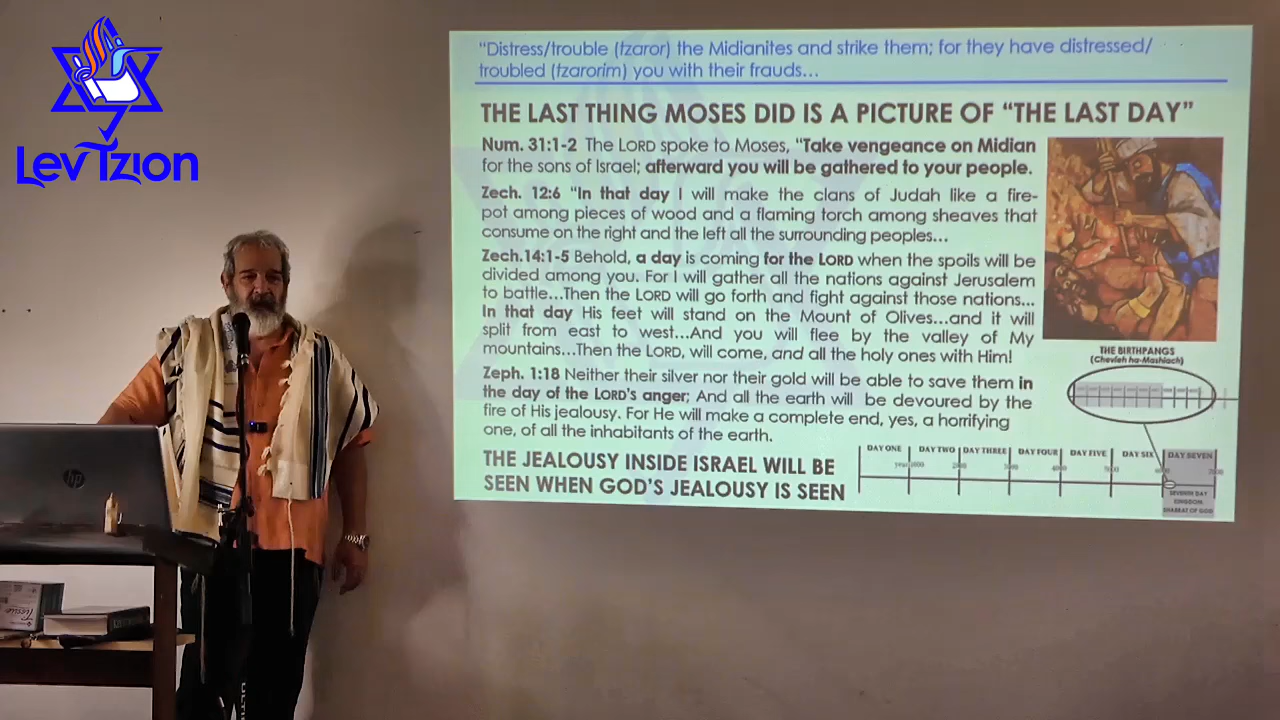 Lev Tzion
"Distress/trouble (tzaror) the Midianites and strike them; for they have distressed/
troubled (tzarorim) you with their frauds...
THE LAST THING MOSES DID IS A PICTURE OF "THE LAST DAY"
Num. 31:1-2 The LORD spoke to Moses, "Take vengeance on Midian
for the sons of Israel; afterward you will be gathered to your people.
Zech. 12:6 "In that day I will make the clans of Judah like a fire-
pot among pieces of wood and a flaming torch among sheaves that
consume on the right and the left all the surrounding peoples...
Zech.14:1-5 Behold, a day is coming for the LORD when the spoils will be
divided among you. For I will gather all the nations against Jerusalem
to battle...Then the LORD will go forth and fight against those nations...
In that day His feet will stand on the Mount of Olives...and it will
split from east to west...And you will flee by the valley of My
mountains...Then the LORD, will come, and all the holy ones with Him!
Zeph. 1:18 Neither their silver nor their gold will be able to save them in
the day of the LORD's anger; And all the earth will be devoured by the
fire of His jealousy. For He will make a complete end, yes, a horrifying
one, of all the inhabitants of the earth.
THE JEALOUSY INSIDE ISRAEL WILL BE
SEEN WHEN GOD'S JEALOUSY IS SEEN
THE BIRTHPANGS
(Chevleh ha-Mashiach)
DAY ONE DAY TWO DAY THREE DAY FOUR DAY FIVE DAY SIX DAY SEVEN
year 1000
SEVENTH DAY
KINGDOM
SHABBAT OF GOD
hp